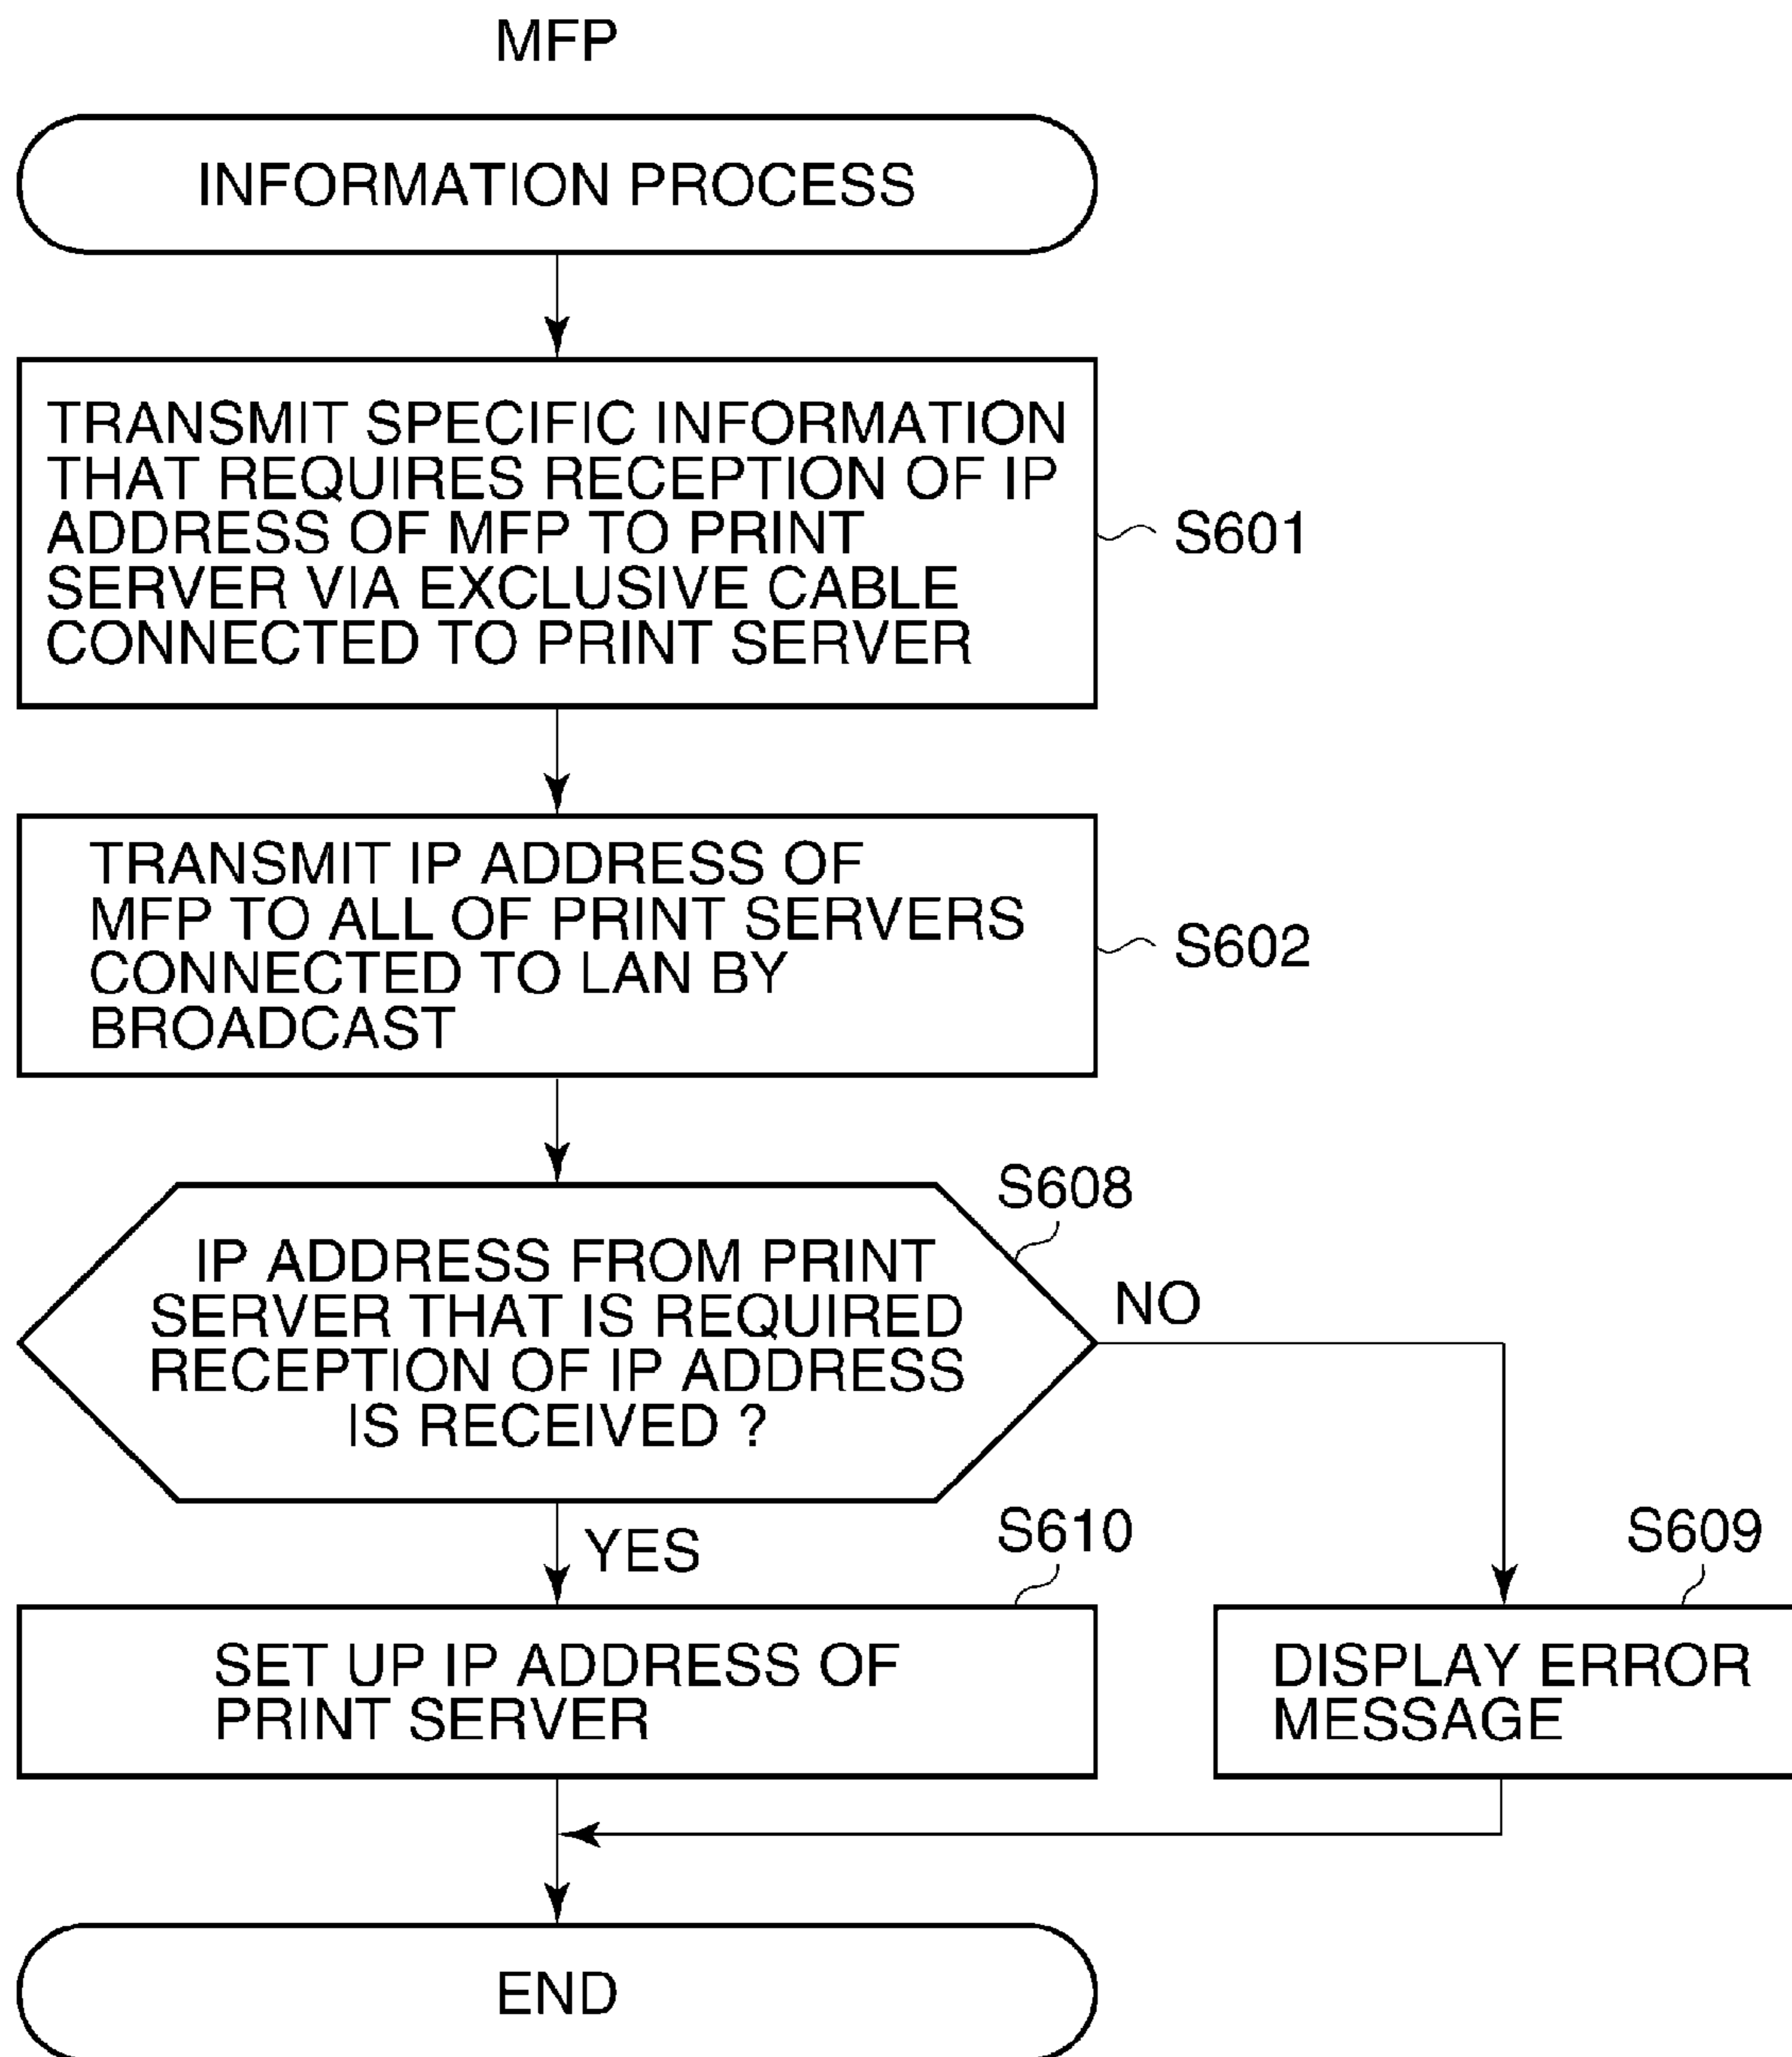 MFP
INFORMATION PROCESS
TRANSMIT SPECIFIC INFORMATION
THAT REQUIRES RECEPTION OF IP
ADDRESS OF MFP TO PRINT
SERVER VIA EXCLUSIVE CABLE
CONNECTED TO PRINT SERVER
S601
TRANSMIT IP ADDRESS OF
MFP TO ALL OF PRINT SERVERS
CONNECTED TO LAN BY
BROADCAST
S602
S608
IP ADDRESS FROM PRINT
SERVER THAT IS REQUIRED
RECEPTION OF IP ADDRESS
IS RECEIVED ?
NO
YES
S610
SET UP IP ADDRESS OF
PRINT SERVER
S609
DISPLAY ERROR
MESSAGE
END